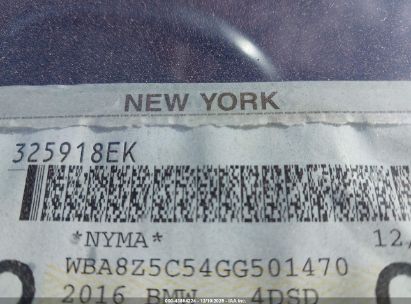 NEW YORK
325918EK
*NYMA* 12,
WBA8Z5C54GG501470
2016 BMW 4DSD